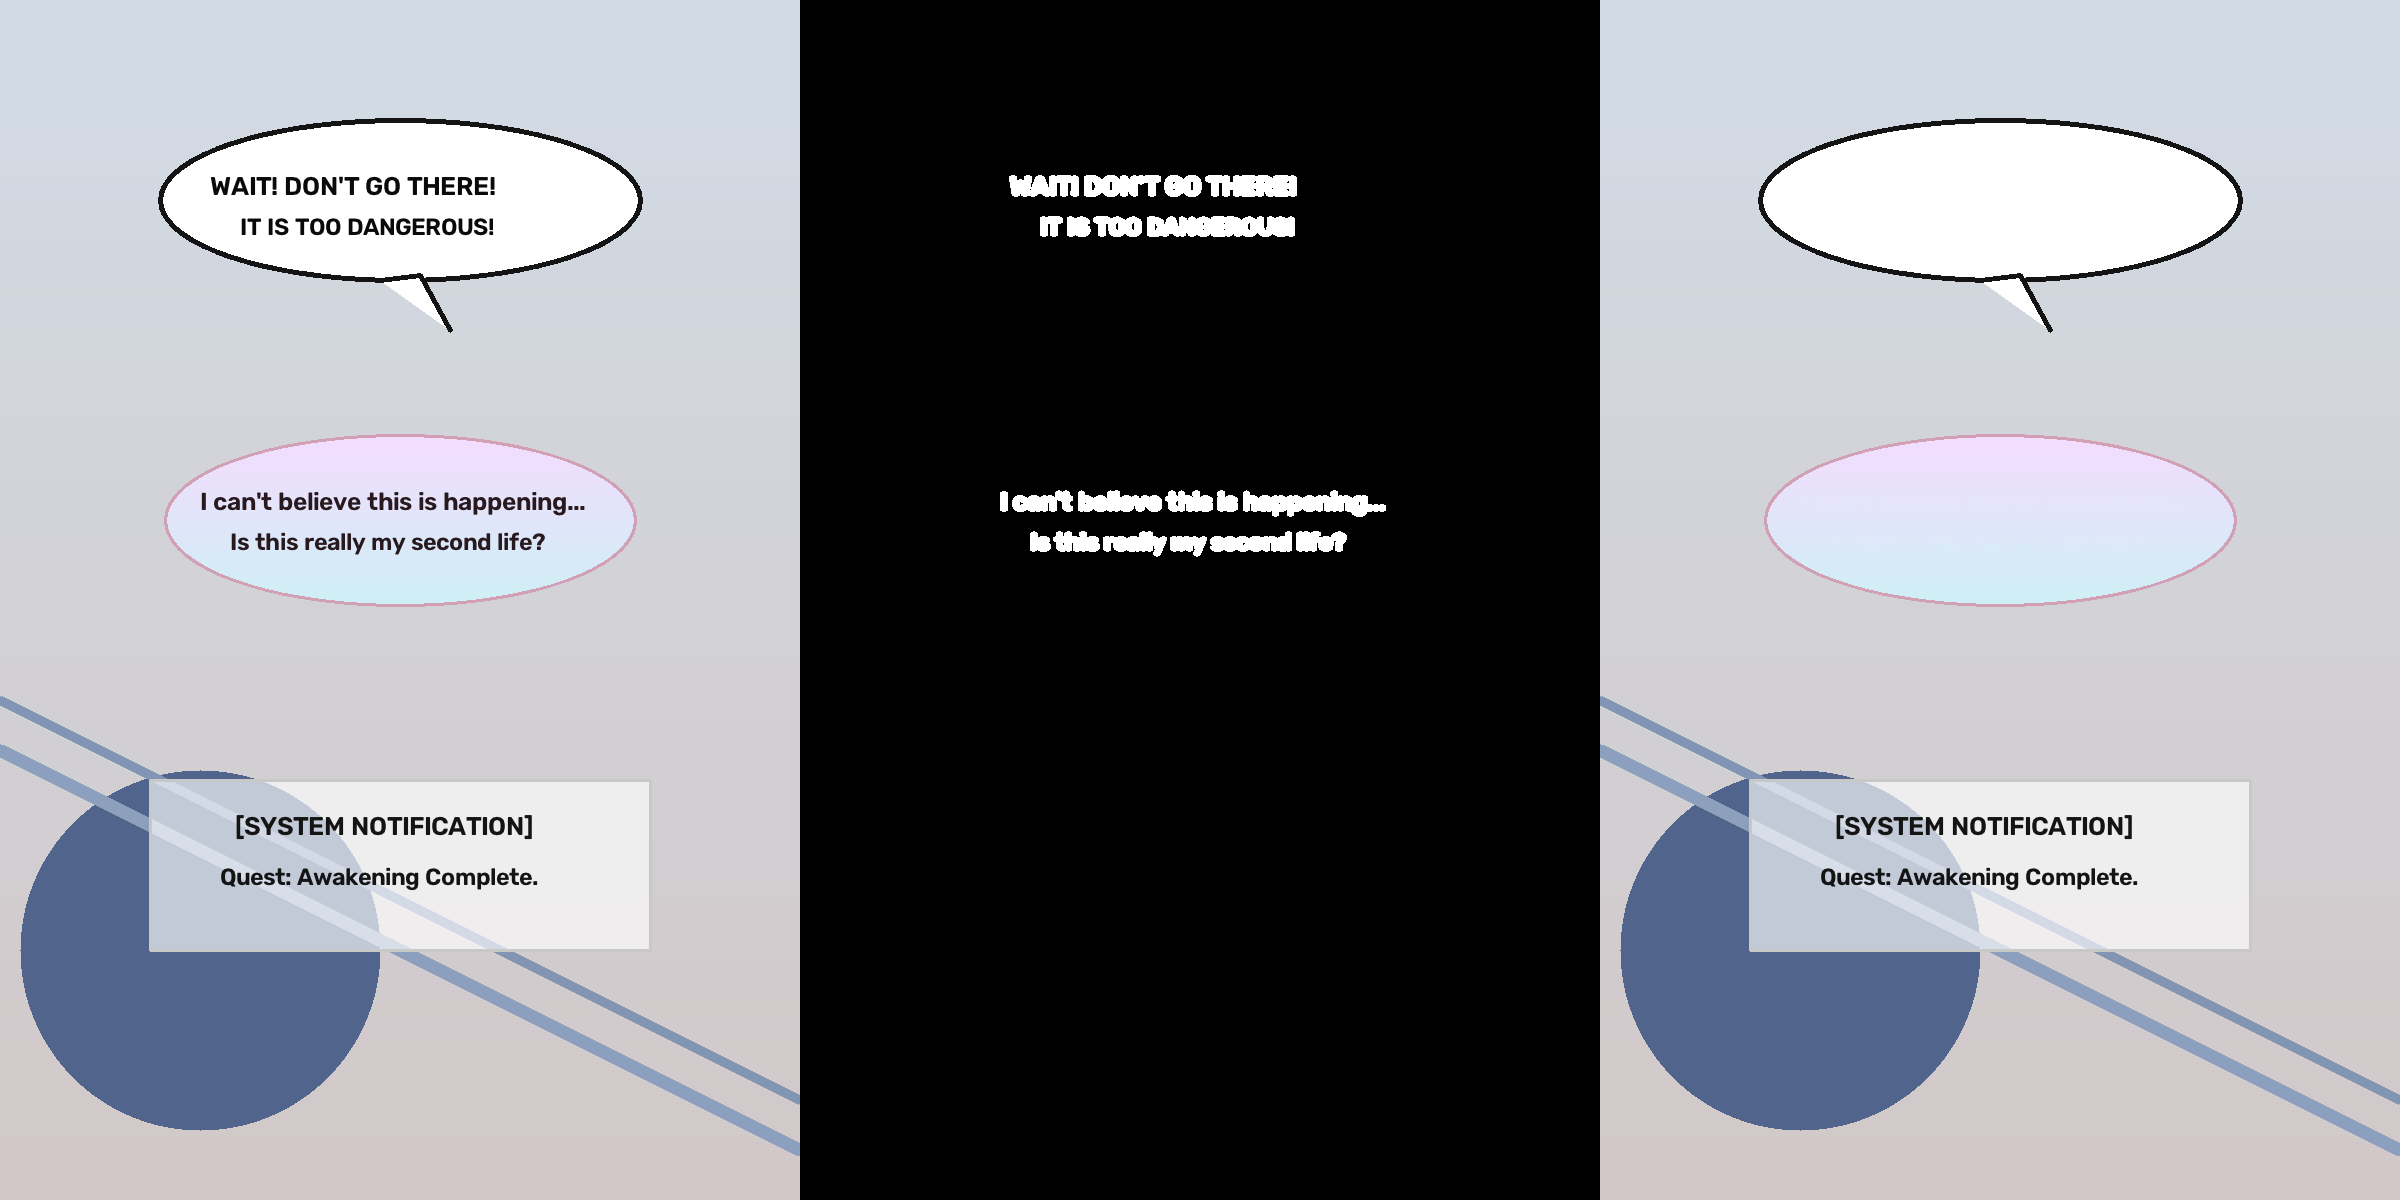 WAIT! DON'T GO THERE!
IT IS TOO DANGEROUS!
I can't believe this is happening...
Is this really my second life?
[SYSTEM NOTIFICATION]
Quest: Awakening Complete.
WAIT! DON'T GO THERE!
IT IS TOO DANGEROUS!
I can't believe this is happening...
Is this really my second life?
[SYSTEM NOTIFICATION]
Quest: Awakening Complete.